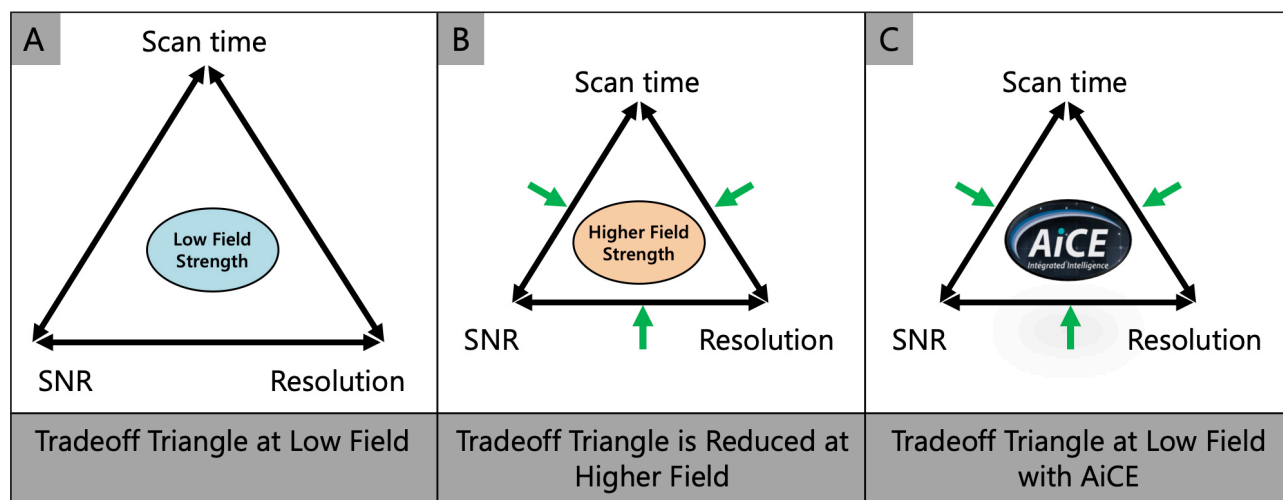 A
Scan time
Low Field
Strength
SNR
Resolution
Tradeoff Triangle at Low Field
B
Scan time
Higher Field
Strength
SNR
Resolution
Tradeoff Triangle is Reduced at
Higher Field
C
Scan time
AiCE
Integrated Intelligence
SNR
Resolution
Tradeoff Triangle at Low Field
with AiCE